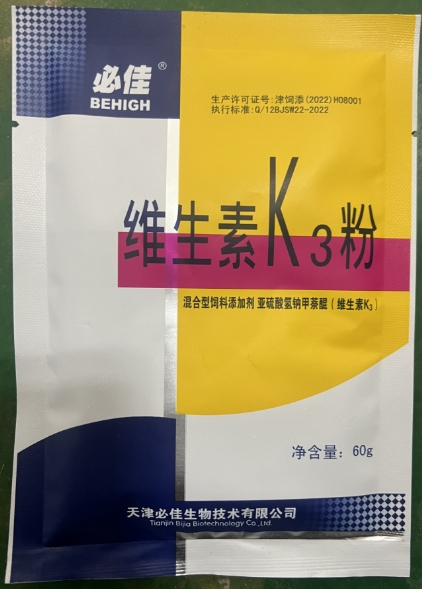 必佳®
BEHIGH
生产许可证号：津饲添(2022)H08001
执行标准：Q/12BJSW22-2022
维生素K3粉
混合型饲料添加剂 亚硫酸氢钠甲萘醌(维生素K3)
净含量：60g
天津必佳生物技术有限公司
Tianjin Bijia Biotechnology Co.,Ltd.